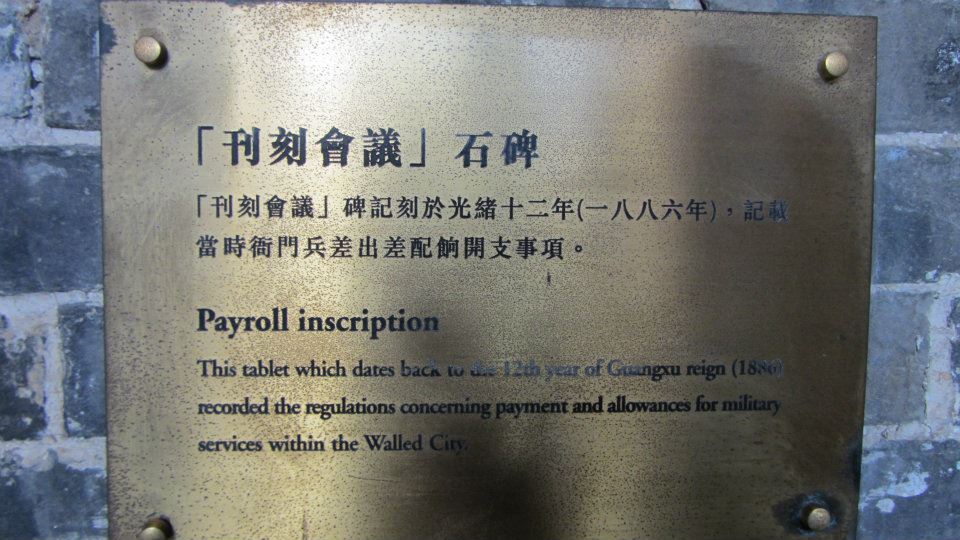 「刊刻會議」石碑
「刊刻會議」碑記刻於光緒十二年(一八八六年)，記載
當時衙門兵差出差配餉開支事項。
Payroll inscription
This tablet which dates back to the 12th year of Guangxu reign (1886)
recorded the regulations concerning payment and allowances for military
services within the Walled City.